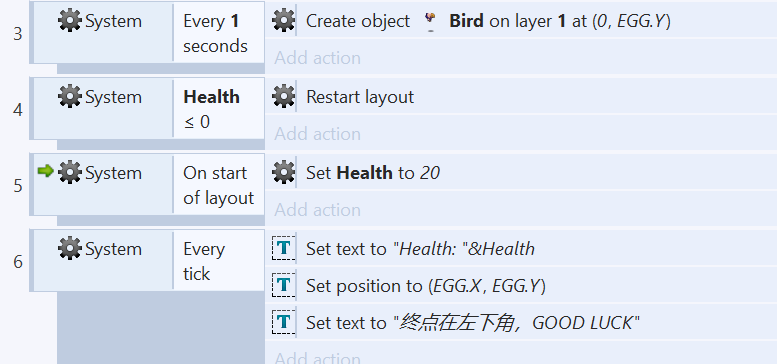 3 System Every 1 seconds Create object Bird on layer 1 at (0, EGG.Y)
Add action
4 System Health ≤ 0 Restart layout
Add action
5 System On start of layout Set Health to 20
Add action
6 System Every tick Set text to "Health: "&Health
Set position to (EGG.X, EGG.Y)
Set text to "终点在左下角，GOOD LUCK"
Add action